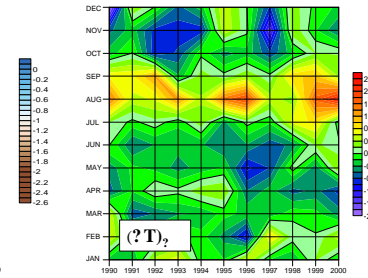 DEC
NOV
OCT
SEP
AUG
JUL
JUN
MAY
APR
MAR
FEB
JAN
(? T)?
1990 1991 1992 1993 1994 1995 1996 1997 1998 1999 2000
0
-0.2
-0.4
-0.6
-0.8
-1
-1.2
-1.4
-1.6
-1.8
-2
-2.2
-2.4
-2.6